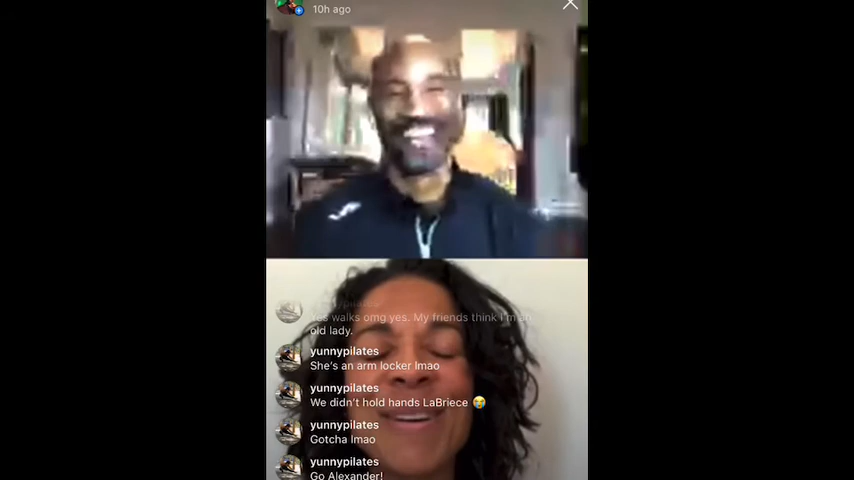 10h ago
yunnypilates
Yes walks omg yes. My friends think I'm an
old lady.
yunnypilates
She's an arm locker lmao
yunnypilates
We didn't hold hands LaBriece 😭
yunnypilates
Gotcha lmao
yunnypilates
Go Alexander!